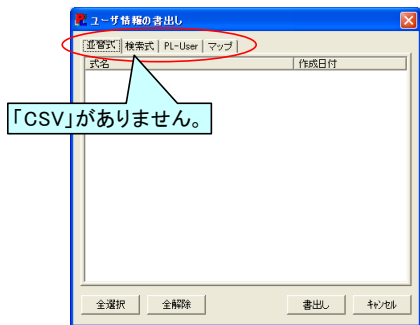 ユーザ情報の書出し
並替式 検索式 PL-User マップ
式名 作成日付
「CSV」がありません。
全選択 全解除 書出し キャンセル